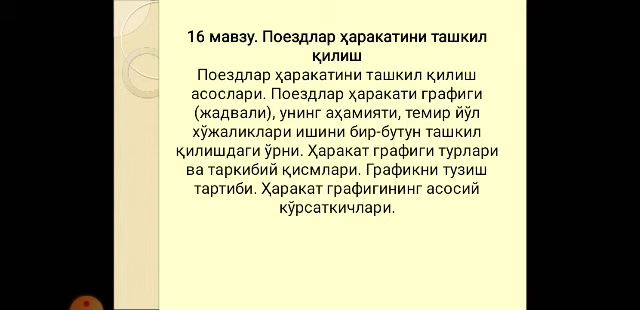 16 мавзу. Поездлар ҳаракатини ташкил
қилиш
Поездлар ҳаракатини ташкил қилиш
асослари. Поездлар ҳаракати графиги
(жадвали), унинг аҳамияти, темир йўл
хўжаликлари ишини бир-бутун ташкил
қилишдаги ўрни. Ҳаракат графиги турлари
ва таркибий қисмлари. Графикни тузиш
тартиби. Ҳаракат графигининг асосий
кўрсаткичлари.